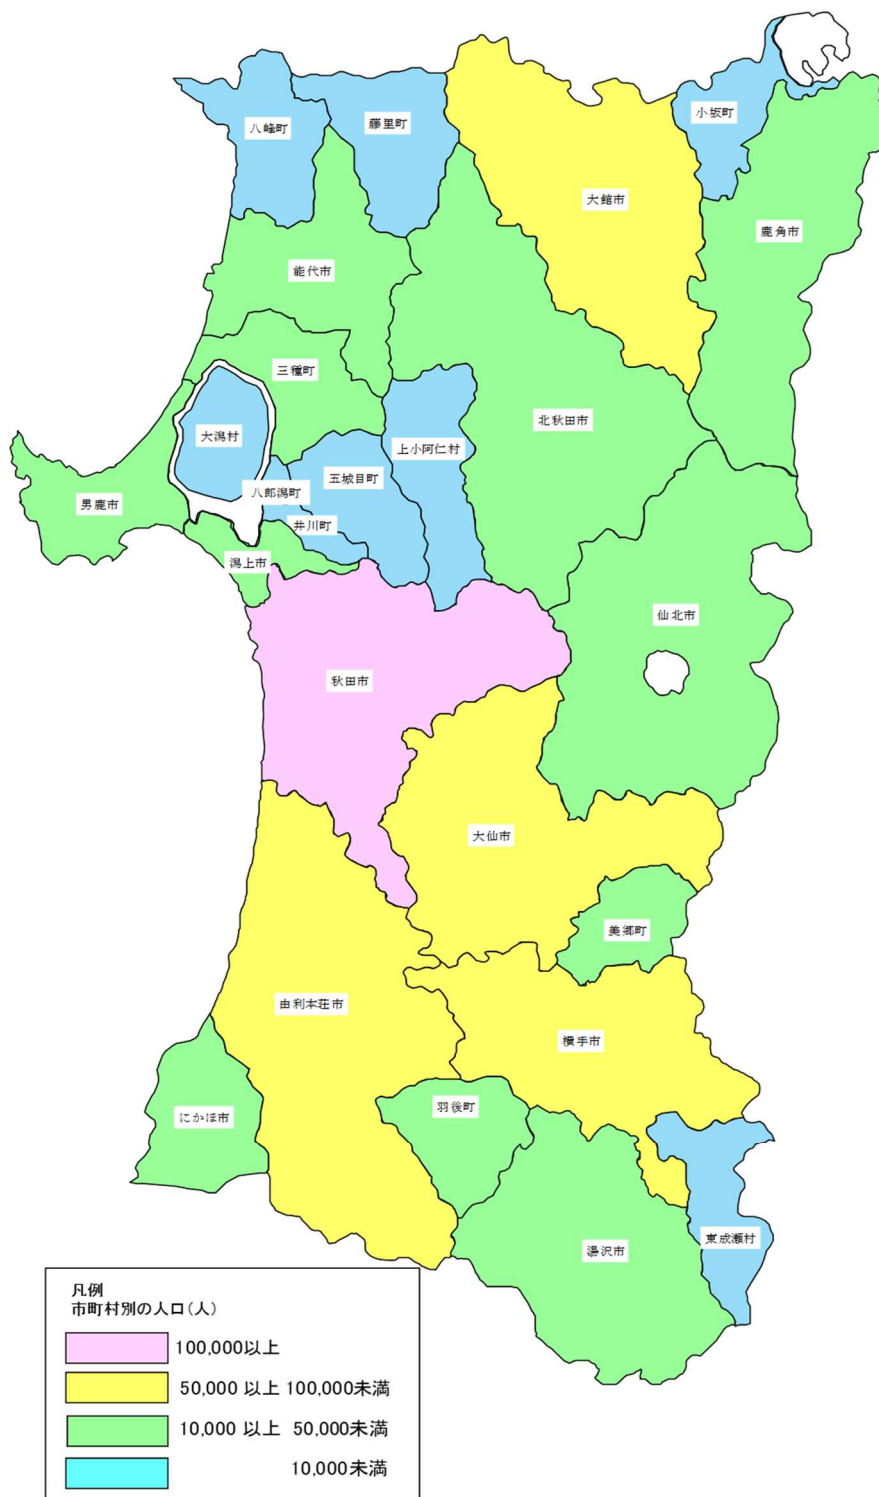 八峰町
藤里町
小坂町
大館市
鹿角市
能代市
三種町
北秋田市
大潟村
上小阿仁村
五城目町
八郎潟町
男鹿市
井川町
潟上市
仙北市
秋田市
大仙市
美郷町
由利本荘市
横手市
羽後町
にかほ市
東成瀬村
湯沢市
凡例
市町村別の人口(人)
100,000以上
50,000 以上 100,000未満
10,000 以上 50,000未満
10,000未満